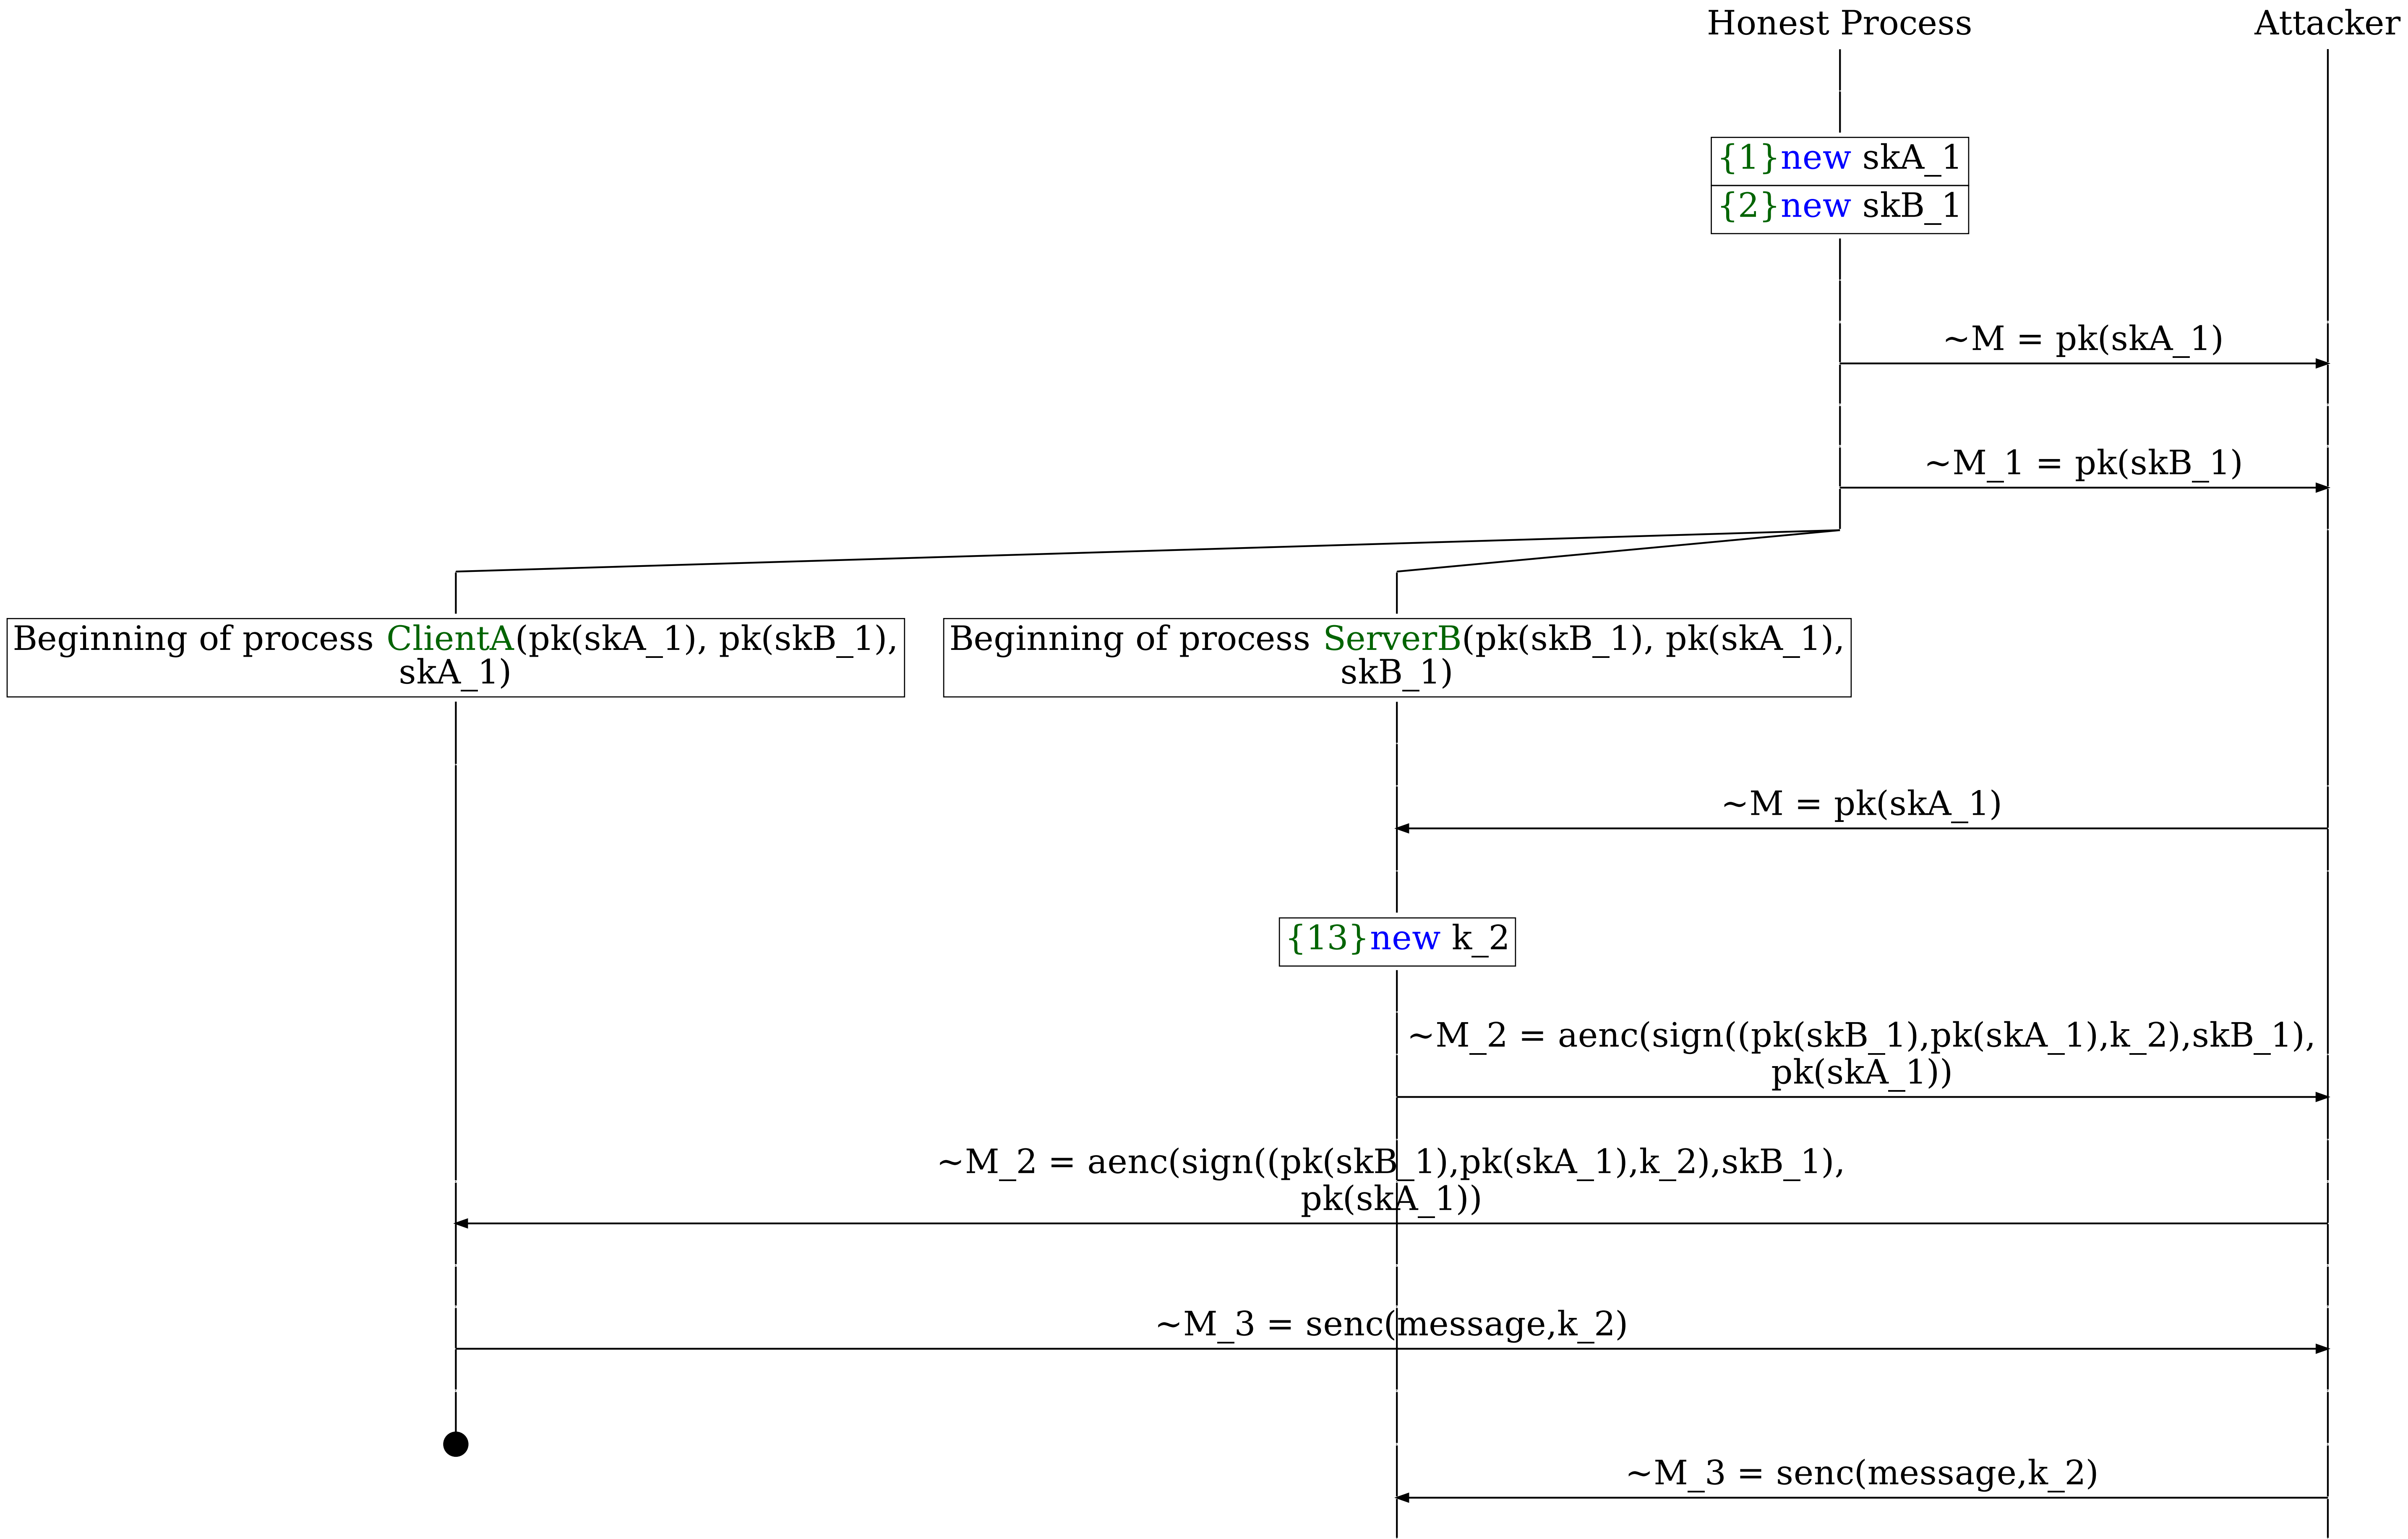 Honest Process
Attacker
{1}new skA_1
{2}new skB_1
~M = pk(skA_1)
~M_1 = pk(skB_1)
Beginning of process ClientA(pk(skA_1), pk(skB_1),
skA_1)
Beginning of process ServerB(pk(skB_1), pk(skA_1),
skB_1)
~M = pk(skA_1)
{13}new k_2
~M_2 = aenc(sign((pk(skB_1),pk(skA_1),k_2),skB_1),
pk(skA_1))
~M_2 = aenc(sign((pk(skB_1),pk(skA_1),k_2),skB_1),
pk(skA_1))
~M_3 = senc(message,k_2)
~M_3 = senc(message,k_2)